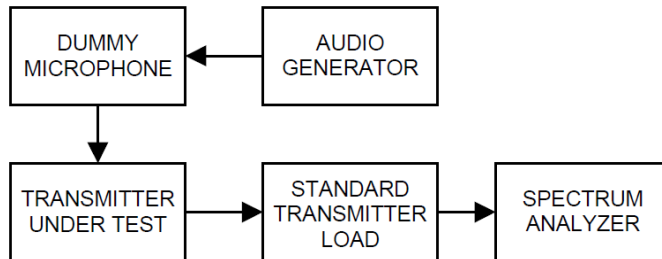 DUMMY
MICROPHONE
AUDIO
GENERATOR
TRANSMITTER
UNDER TEST
STANDARD
TRANSMITTER
LOAD
SPECTRUM
ANALYZER